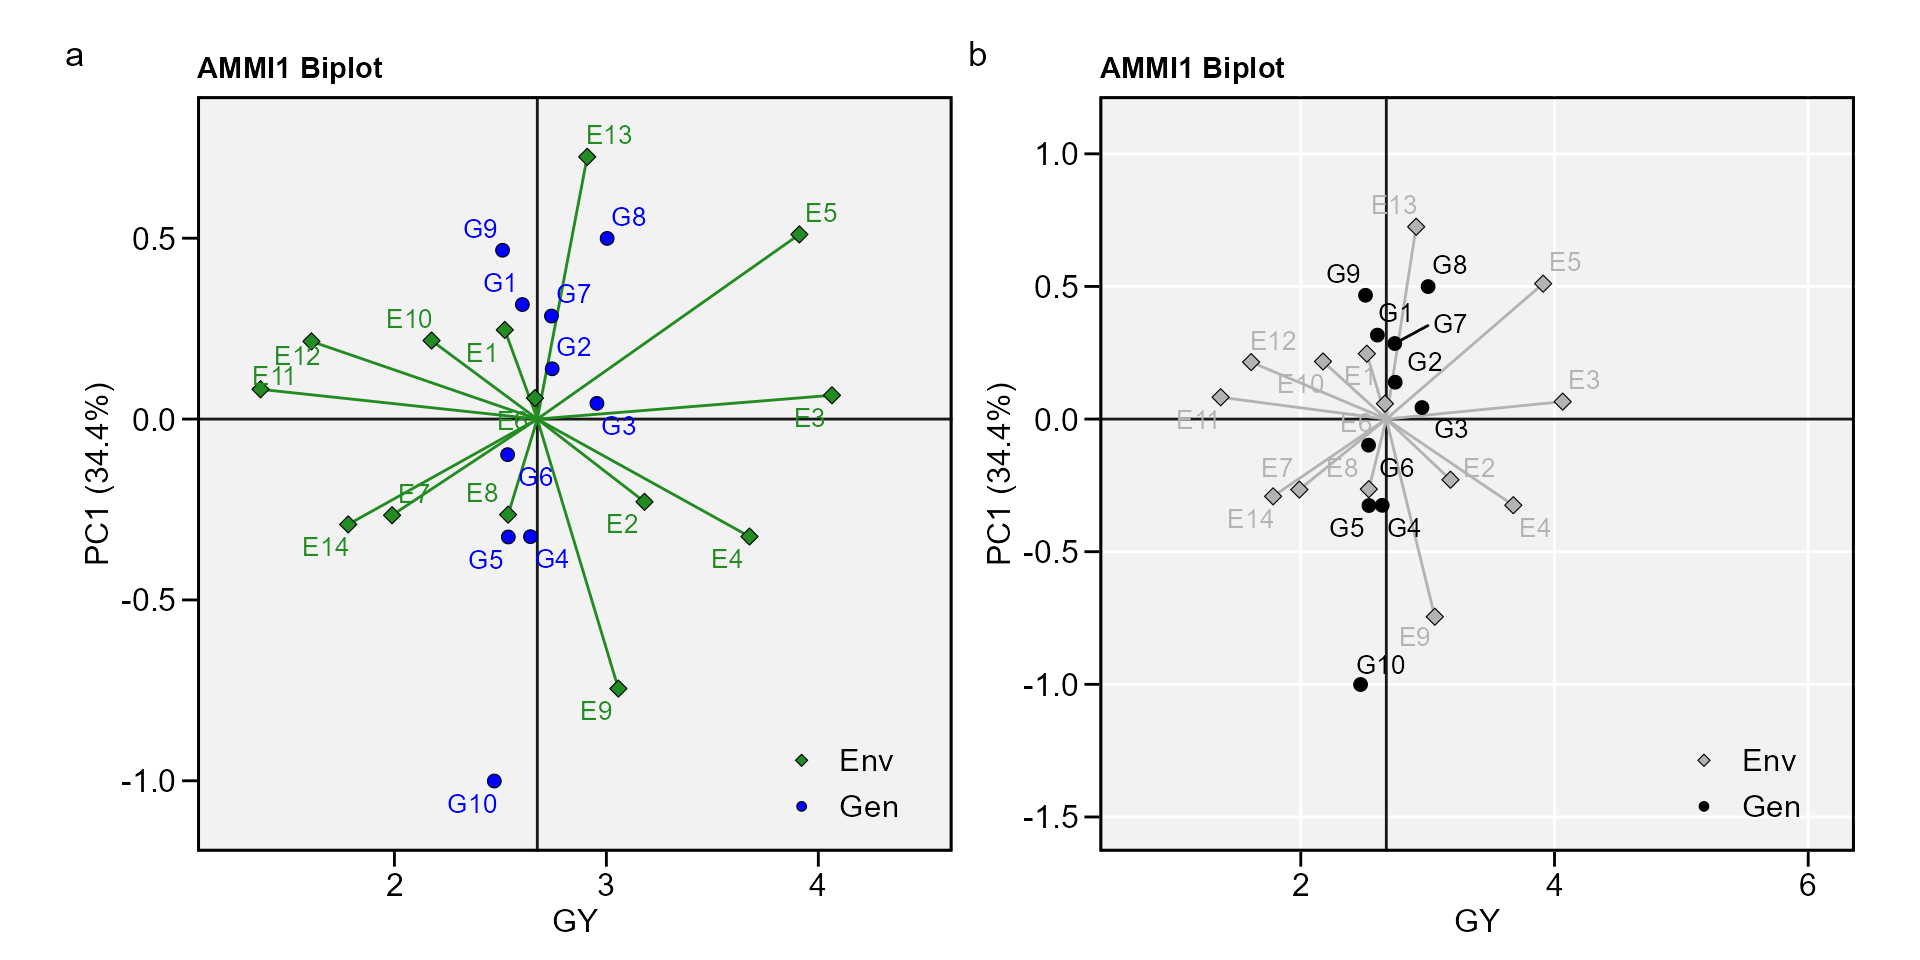 a
AMMI1 Biplot
E13
G8
E5
G9
0.5
G1
G7
E10
G2
E1
E12
E11
E6
0.0
E3
G3
G6
E7
E8
E2
E14
G5
G4
E4
-0.5
E9
Env
-1.0
G10
Gen
2
3
4
GY
PC1 (34.4%)
b
AMMI1 Biplot
1.0
E13
E5
G9
G8
0.5
G1
G7
E12
G2
E10
E1
E3
0.0
E11
E6
G3
E7
E8
G6
E2
E14
G5
G4
E4
-0.5
E9
G10
-1.0
Env
Gen
-1.5
2
4
6
GY
PC1 (34.4%)